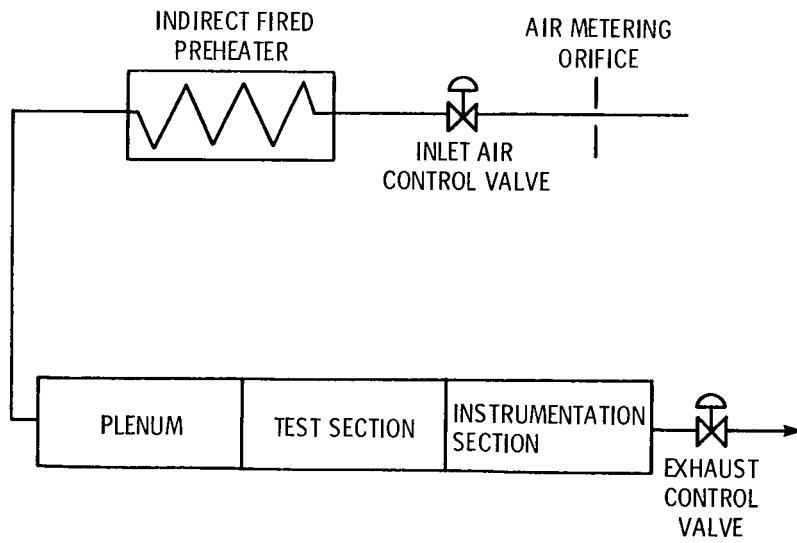 INDIRECT FIRED
PREHEATER
AIR METERING
ORIFICE
INLET AIR
CONTROL VALVE
PLENUM
TEST SECTION
INSTRUMENTATION
SECTION
EXHAUST
CONTROL
VALVE